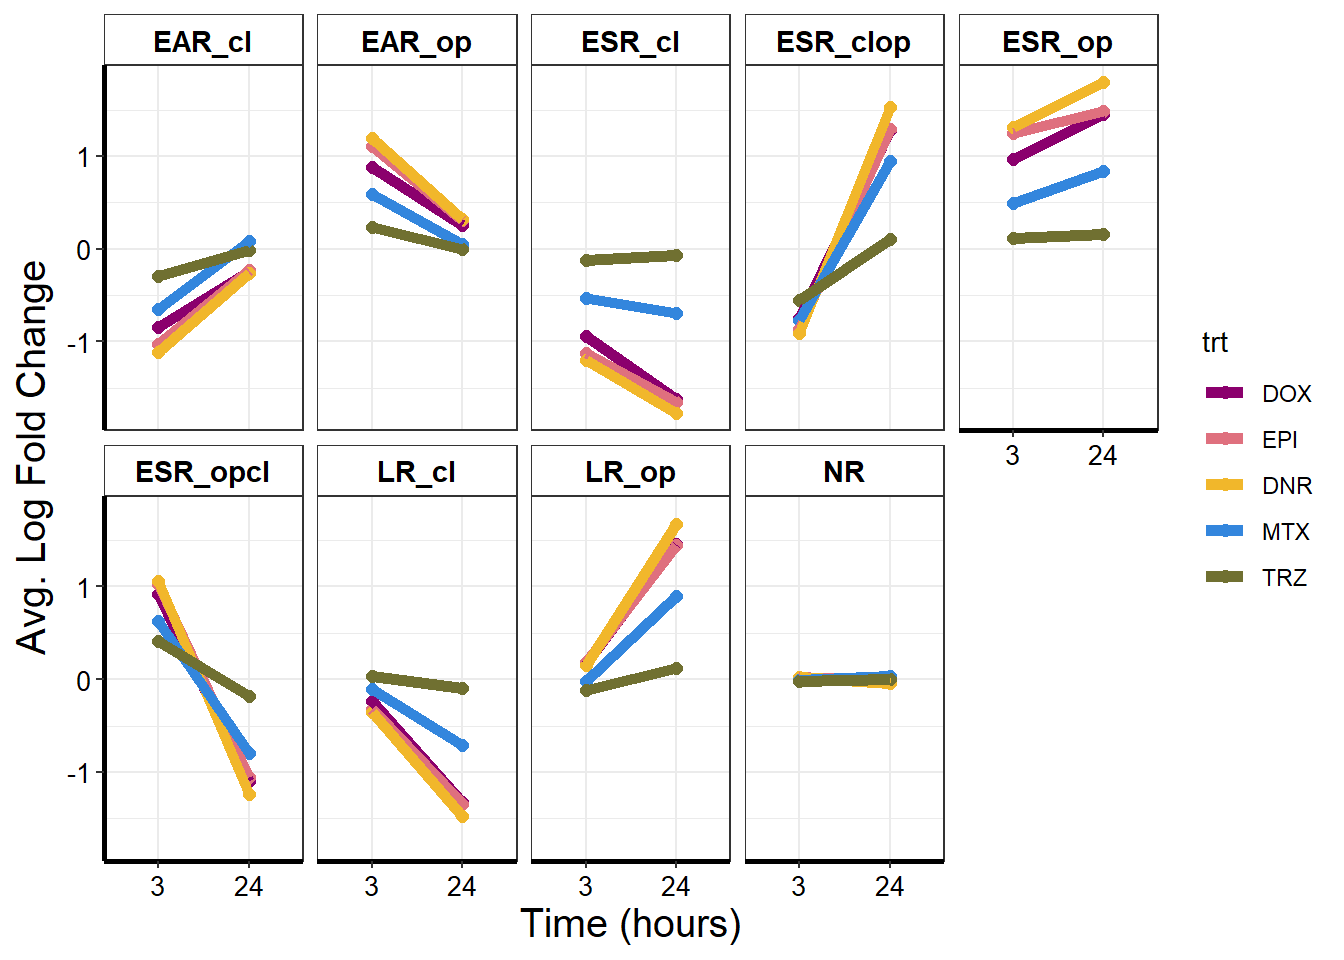 EAR_cl EAR_op ESR_cl ESR_clop ESR_op
1
0
-1
3 24
ESR_opcl LR_cl LR_op NR
1
0
-1
3 24 3 24 3 24 3 24
Time (hours)
Avg. Log Fold Change
trt
DOX
EPI
DNR
MTX
TRZ